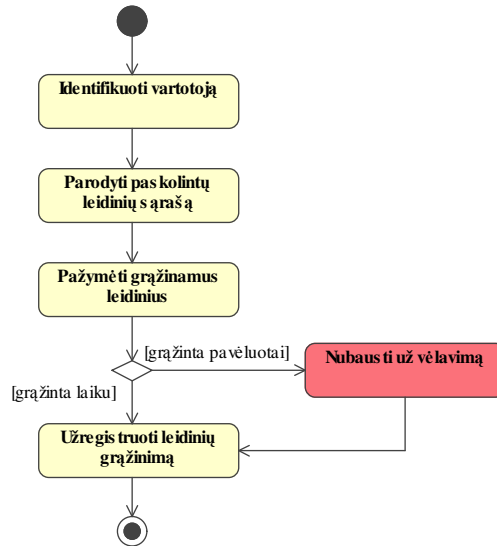 Identifikuoti vartotoją
Parodyti paskolintų
leidinių sąrašą
Pažymėti grąžinamus
leidinius
[grąžinta pavėluotai]
Nubausti už vėlavimą
[grąžinta laiku]
Užregistruoti leidinių
grąžinimą